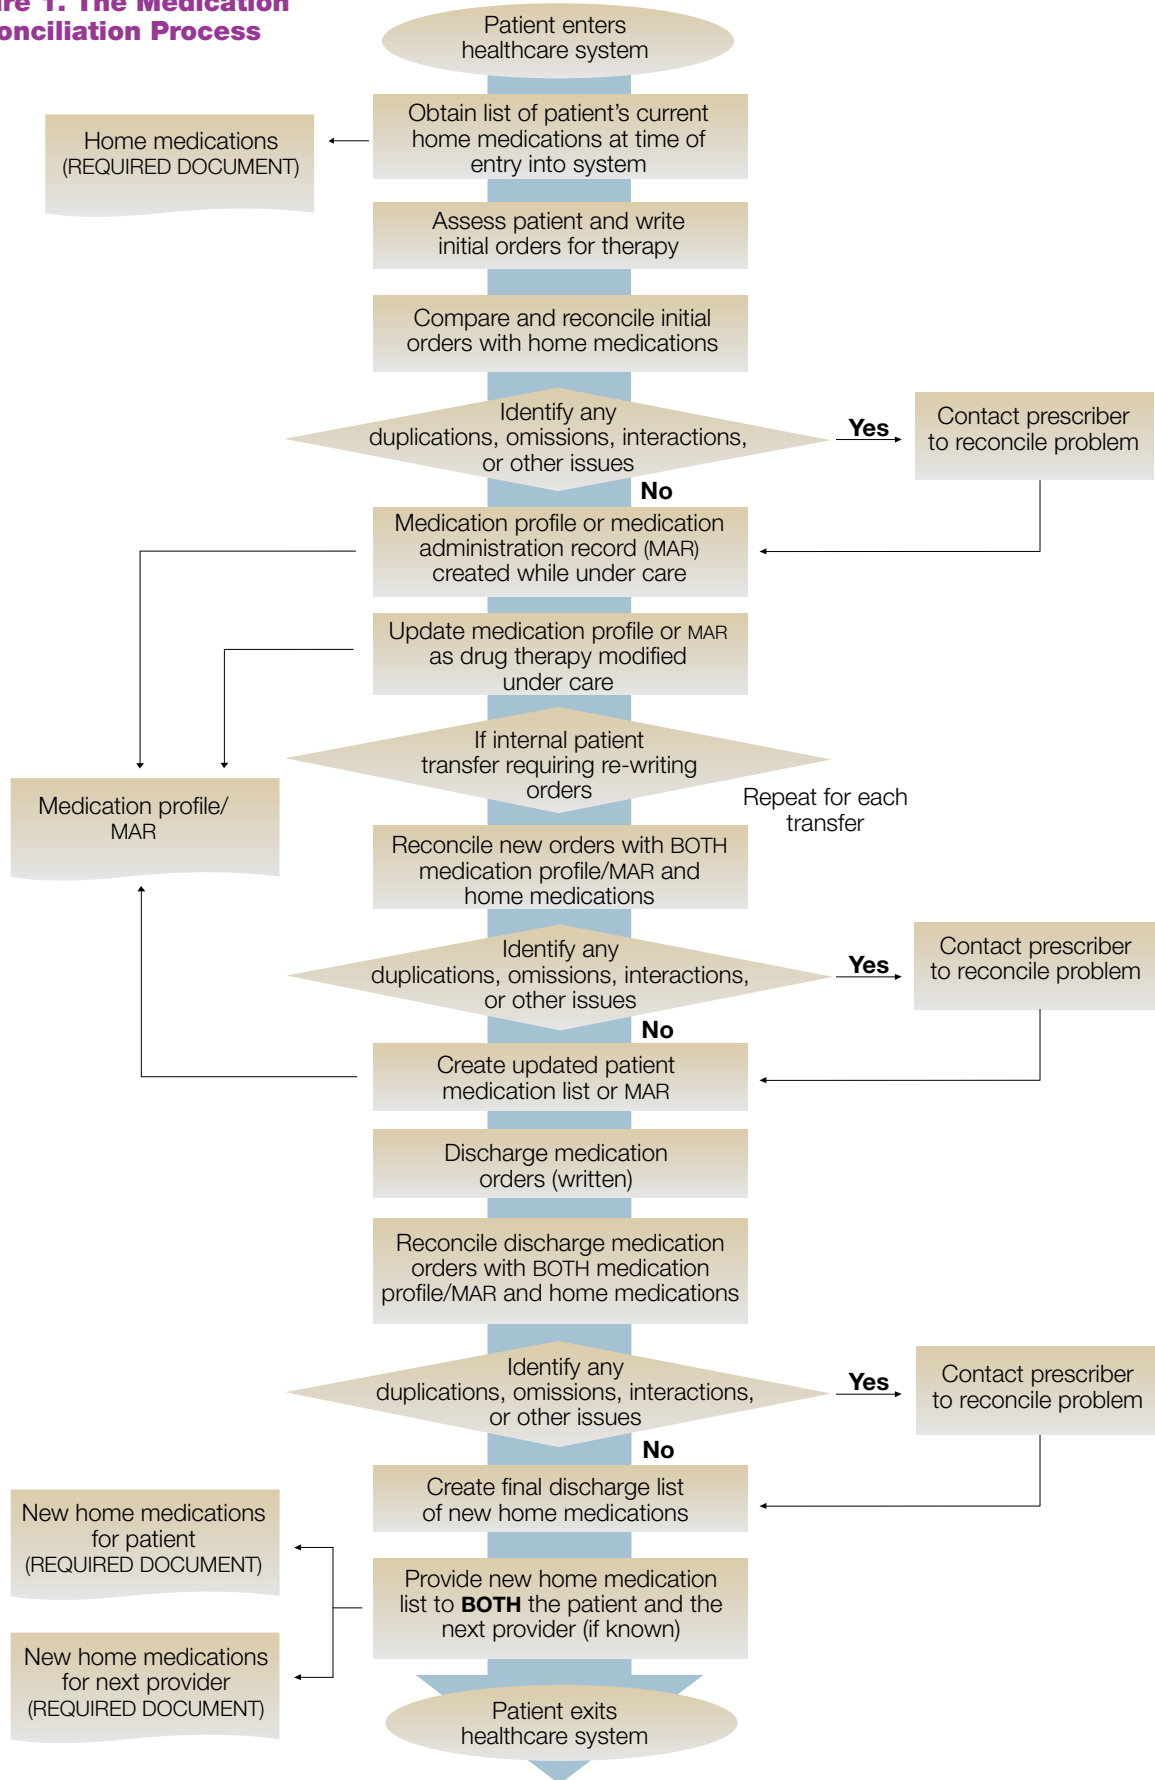 ure 1. The Medication
conciliation Process
Patient enters
healthcare system
Obtain list of patient's current
home medications at time of
entry into system
Home medications
(REQUIRED DOCUMENT)
Assess patient and write
initial orders for therapy
Compare and reconcile initial
orders with home medications
Identify any
duplications, omissions, interactions,
or other issues
Yes
Contact prescriber
to reconcile problem
No
Medication profile or medication
administration record (MAR)
created while under care
Update medication profile or MAR
as drug therapy modified
under care
If internal patient
transfer requiring re-writing
orders
Repeat for each
transfer
Medication profile/
MAR
Reconcile new orders with BOTH
medication profile/MAR and
home medications
Identify any
duplications, omissions, interactions,
or other issues
Yes
Contact prescriber
to reconcile problem
No
Create updated patient
medication list or MAR
Discharge medication
orders (written)
Reconcile discharge medication
orders with BOTH medication
profile/MAR and home medications
Identify any
duplications, omissions, interactions,
or other issues
Yes
Contact prescriber
to reconcile problem
No
Create final discharge list
of new home medications
New home medications
for patient
(REQUIRED DOCUMENT)
Provide new home medication
list to BOTH the patient and the
next provider (if known)
New home medications
for next provider
(REQUIRED DOCUMENT)
Patient exits
healthcare system